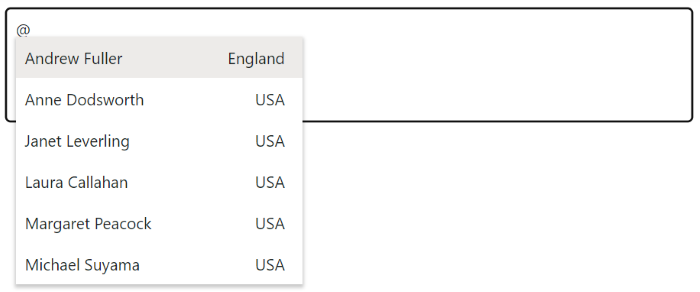 @
Andrew Fuller England
Anne Dodsworth USA
Janet Leverling USA
Laura Callahan USA
Margaret Peacock USA
Michael Suyama USA